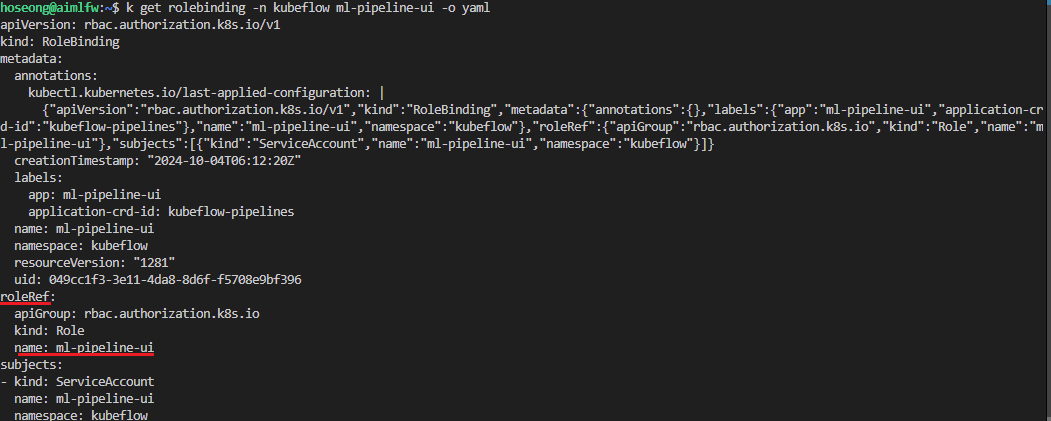 hoseong@aimlfw:~$ k get rolebinding -n kubeflow ml-pipeline-ui -o yaml
apiVersion: rbac.authorization.k8s.io/v1
kind: RoleBinding
metadata:
  annotations:
    kubectl.kubernetes.io/last-applied-configuration: |
      {"apiVersion":"rbac.authorization.k8s.io/v1","kind":"RoleBinding","metadata":{"annotations":{},"labels":{"app":"ml-pipeline-ui","application-cr
d-id":"kubeflow-pipelines"},"name":"ml-pipeline-ui","namespace":"kubeflow"},"roleRef":{"apiGroup":"rbac.authorization.k8s.io","kind":"Role","name":"m
l-pipeline-ui"},"subjects":[{"kind":"ServiceAccount","name":"ml-pipeline-ui","namespace":"kubeflow"}]}
  creationTimestamp: "2024-10-04T06:12:20Z"
  labels:
    app: ml-pipeline-ui
    application-crd-id: kubeflow-pipelines
  name: ml-pipeline-ui
  namespace: kubeflow
  resourceVersion: "1281"
  uid: 049cc1f3-3e11-4da8-8d6f-f5708e9bf396
roleRef:
  apiGroup: rbac.authorization.k8s.io
  kind: Role
  name: ml-pipeline-ui
subjects:
- kind: ServiceAccount
  name: ml-pipeline-ui
  namespace: kubeflow